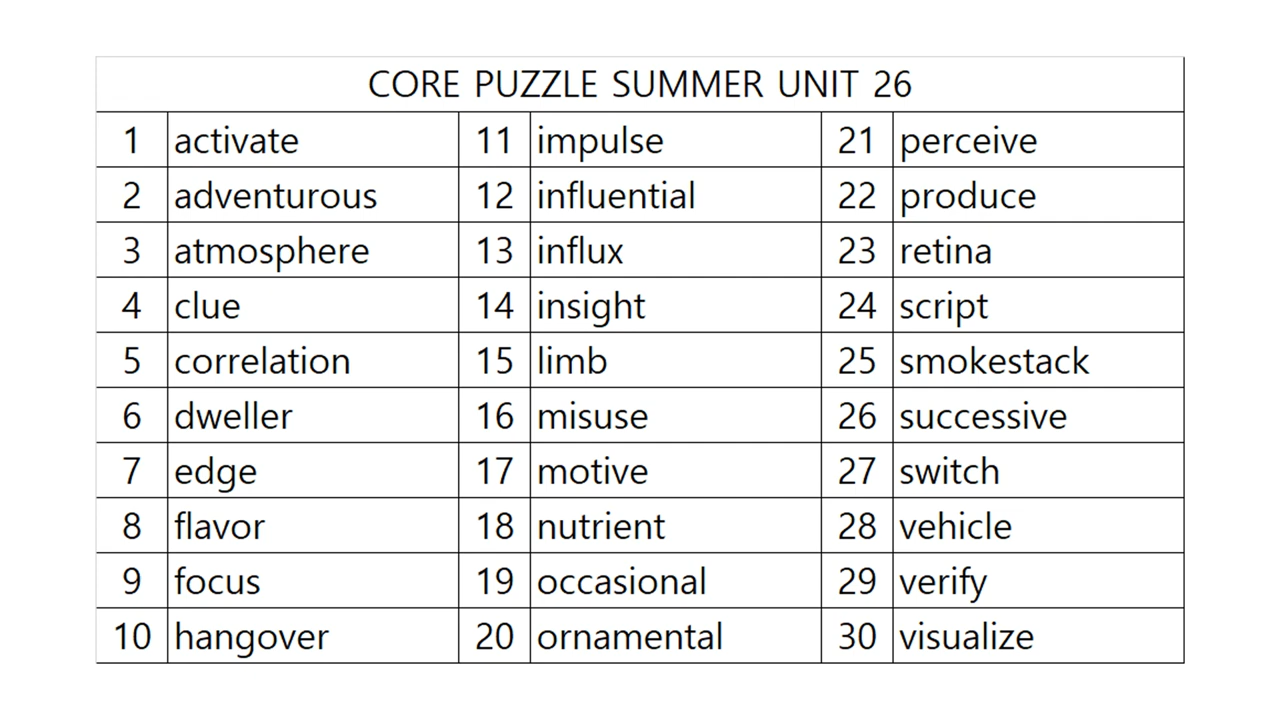 CORE PUZZLE SUMMER UNIT 26
1 activate 11 impulse 21 perceive
2 adventurous 12 influential 22 produce
3 atmosphere 13 influx 23 retina
4 clue 14 insight 24 script
5 correlation 15 limb 25 smokestack
6 dweller 16 misuse 26 successive
7 edge 17 motive 27 switch
8 flavor 18 nutrient 28 vehicle
9 focus 19 occasional 29 verify
10 hangover 20 ornamental 30 visualize